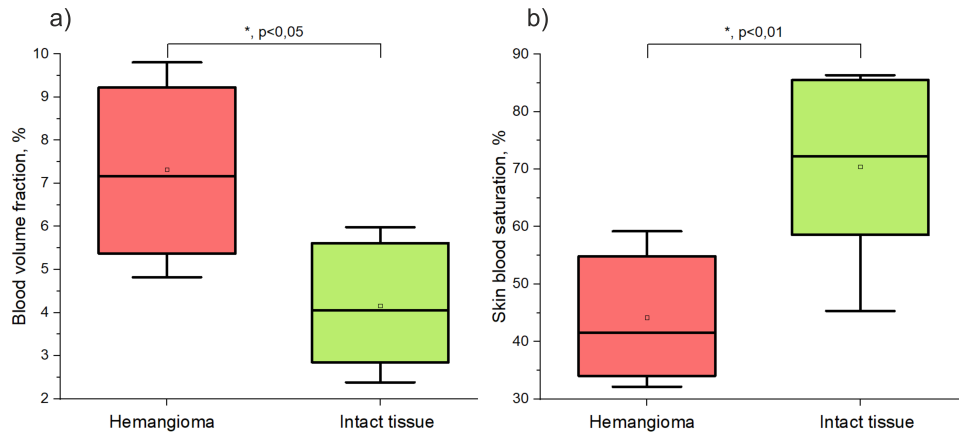 a)
*, p<0,05
10
9
8
7
6
5
4
3
2
Blood volume fraction, %
Hemangioma
Intact tissue
b)
*, p<0,01
90
80
70
60
50
40
30
Skin blood saturation, %
Hemangioma
Intact tissue